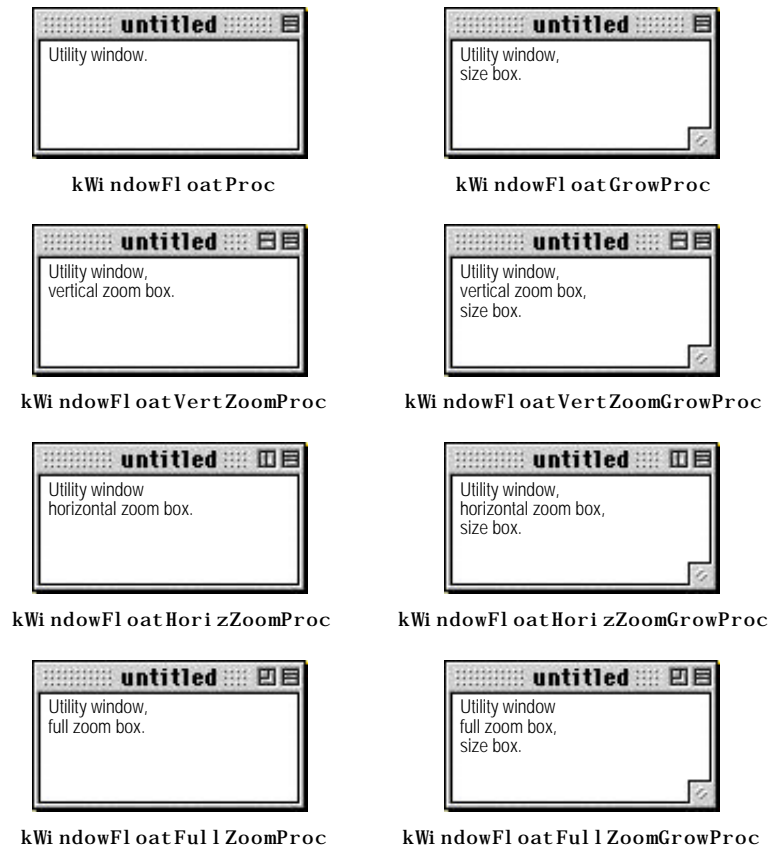 untitled
Utility window.
kWindowFloatProc
untitled
Utility window,
size box.
kWindowFloatGrowProc
untitled
Utility window,
vertical zoom box.
kWindowFloatVertZoomProc
untitled
Utility window,
vertical zoom box,
size box.
kWindowFloatVertZoomGrowProc
untitled
Utility window
horizontal zoom box.
kWindowFloatHorizZoomProc
untitled
Utility window,
horizontal zoom box,
size box.
kWindowFloatHorizZoomGrowProc
untitled
Utility window,
full zoom box.
kWindowFloatFullZoomProc
untitled
Utility window
full zoom box,
size box.
kWindowFloatFullZoomGrowProc